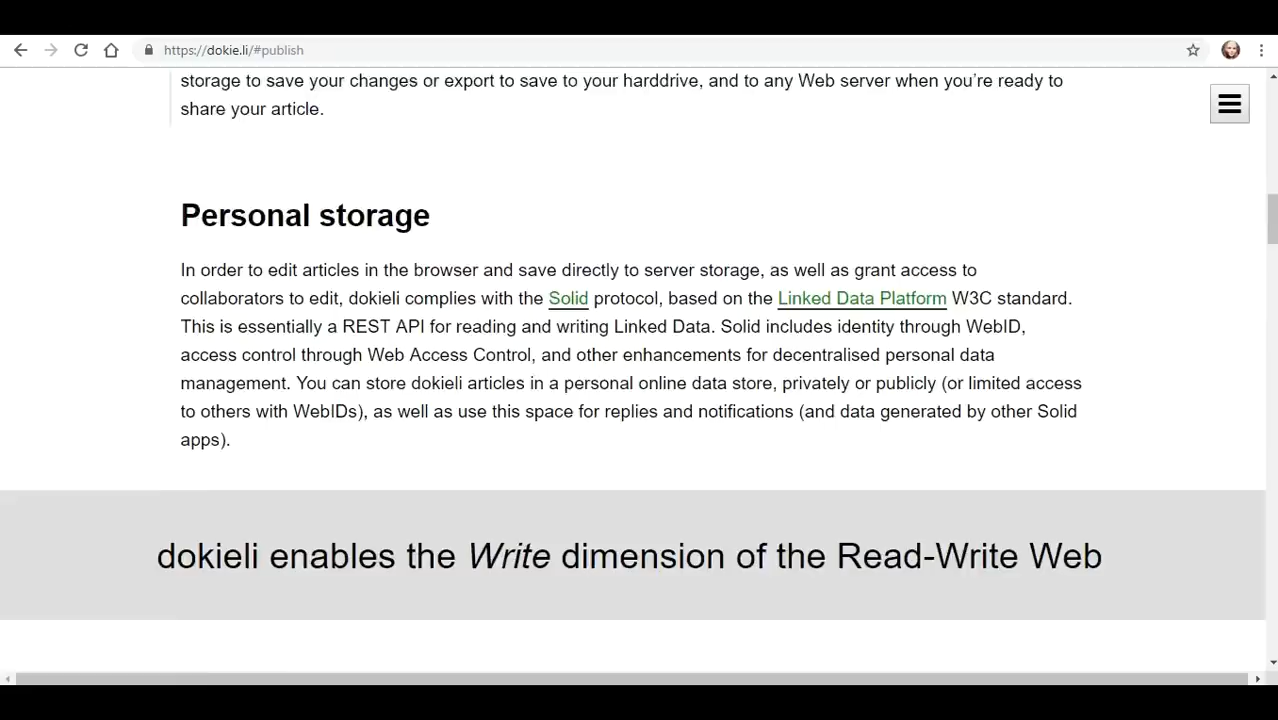 https://dokie.li/#publish
storage to save your changes or export to save to your harddrive, and to any Web server when you’re ready to
share your article.
Personal storage
In order to edit articles in the browser and save directly to server storage, as well as grant access to
collaborators to edit, dokieli complies with the Solid protocol, based on the Linked Data Platform W3C standard.
This is essentially a REST API for reading and writing Linked Data. Solid includes identity through WebID,
access control through Web Access Control, and other enhancements for decentralised personal data
management. You can store dokieli articles in a personal online data store, privately or publicly (or limited access
to others with WebIDs), as well as use this space for replies and notifications (and data generated by other Solid
apps).
dokieli enables the Write dimension of the Read-Write Web